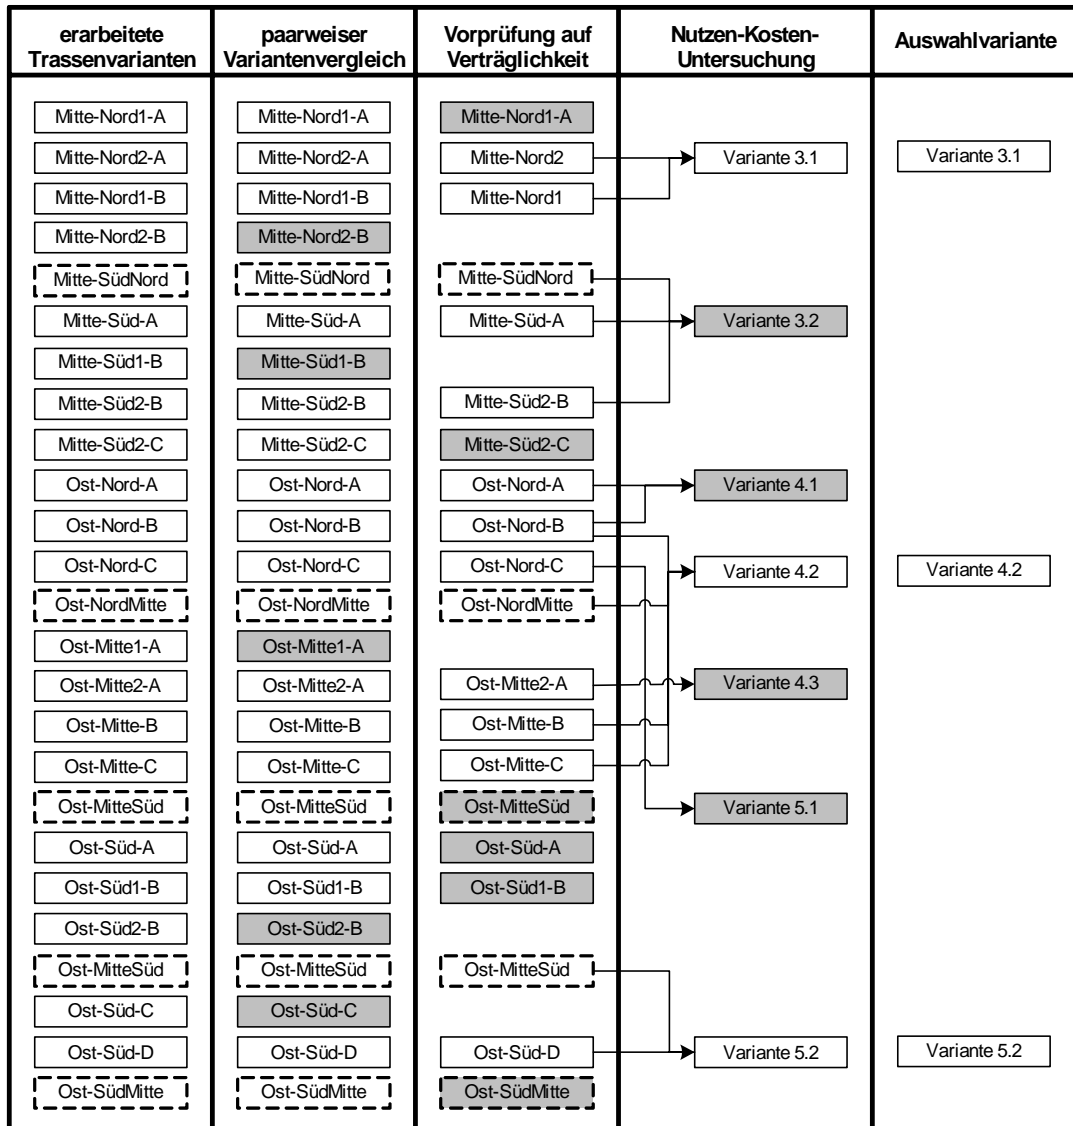 erarbeitete Trassenvarianten
paarweiser Variantenvergleich
Vorprüfung auf Verträglichkeit
Nutzen-Kosten-Untersuchung
Auswahlvariante
Mitte-Nord1-A Mitte-Nord1-A Mitte-Nord1-A
Mitte-Nord2-A Mitte-Nord2-A Mitte-Nord2 Variante 3.1 Variante 3.1
Mitte-Nord1-B Mitte-Nord1-B Mitte-Nord1
Mitte-Nord2-B Mitte-Nord2-B
Mitte-SüdNord Mitte-SüdNord Mitte-SüdNord
Mitte-Süd-A Mitte-Süd-A Mitte-Süd-A Variante 3.2
Mitte-Süd1-B Mitte-Süd1-B
Mitte-Süd2-B Mitte-Süd2-B Mitte-Süd2-B
Mitte-Süd2-C Mitte-Süd2-C Mitte-Süd2-C
Ost-Nord-A Ost-Nord-A Ost-Nord-A Variante 4.1
Ost-Nord-B Ost-Nord-B Ost-Nord-B
Ost-Nord-C Ost-Nord-C Ost-Nord-C Variante 4.2 Variante 4.2
Ost-NordMitte Ost-NordMitte Ost-NordMitte
Ost-Mitte1-A Ost-Mitte1-A
Ost-Mitte2-A Ost-Mitte2-A Ost-Mitte2-A Variante 4.3
Ost-Mitte-B Ost-Mitte-B Ost-Mitte-B
Ost-Mitte-C Ost-Mitte-C Ost-Mitte-C
Ost-MitteSüd Ost-MitteSüd Ost-MitteSüd Variante 5.1
Ost-Süd-A Ost-Süd-A Ost-Süd-A
Ost-Süd1-B Ost-Süd1-B Ost-Süd1-B
Ost-Süd2-B Ost-Süd2-B
Ost-MitteSüd Ost-MitteSüd Ost-MitteSüd
Ost-Süd-C Ost-Süd-C
Ost-Süd-D Ost-Süd-D Ost-Süd-D Variante 5.2 Variante 5.2
Ost-SüdMitte Ost-SüdMitte Ost-SüdMitte